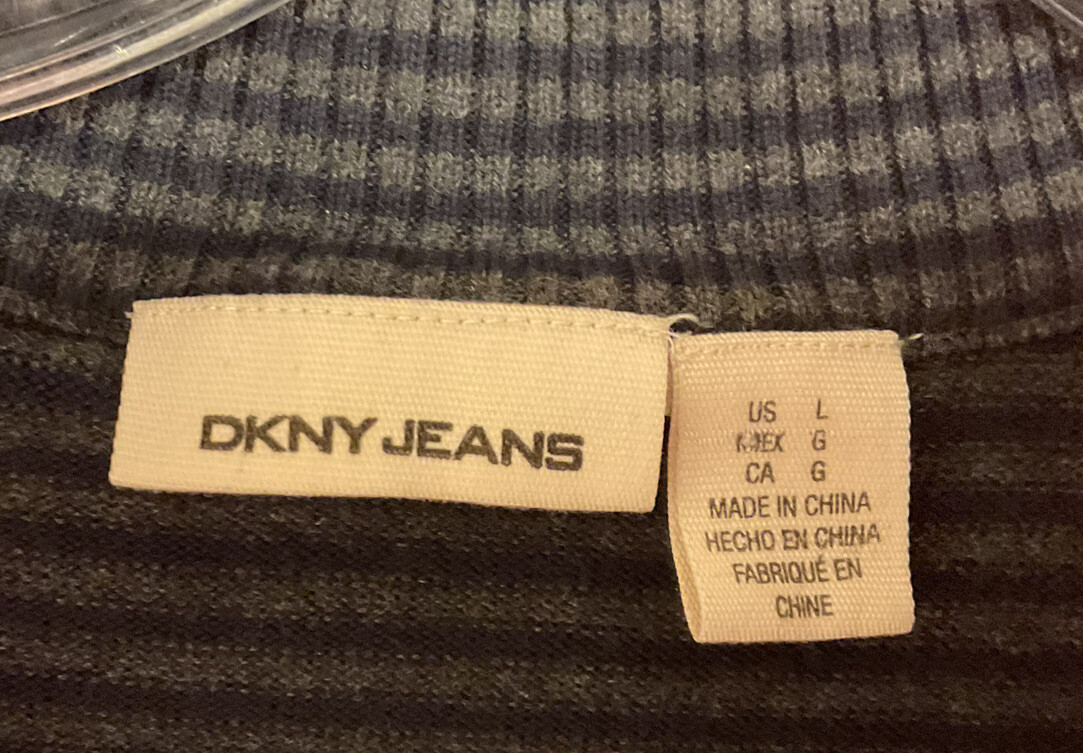 DKNY JEANS
US L
MEX G
CA G
MADE IN CHINA
HECHO EN CHINA
FABRIQUÉ EN
CHINE